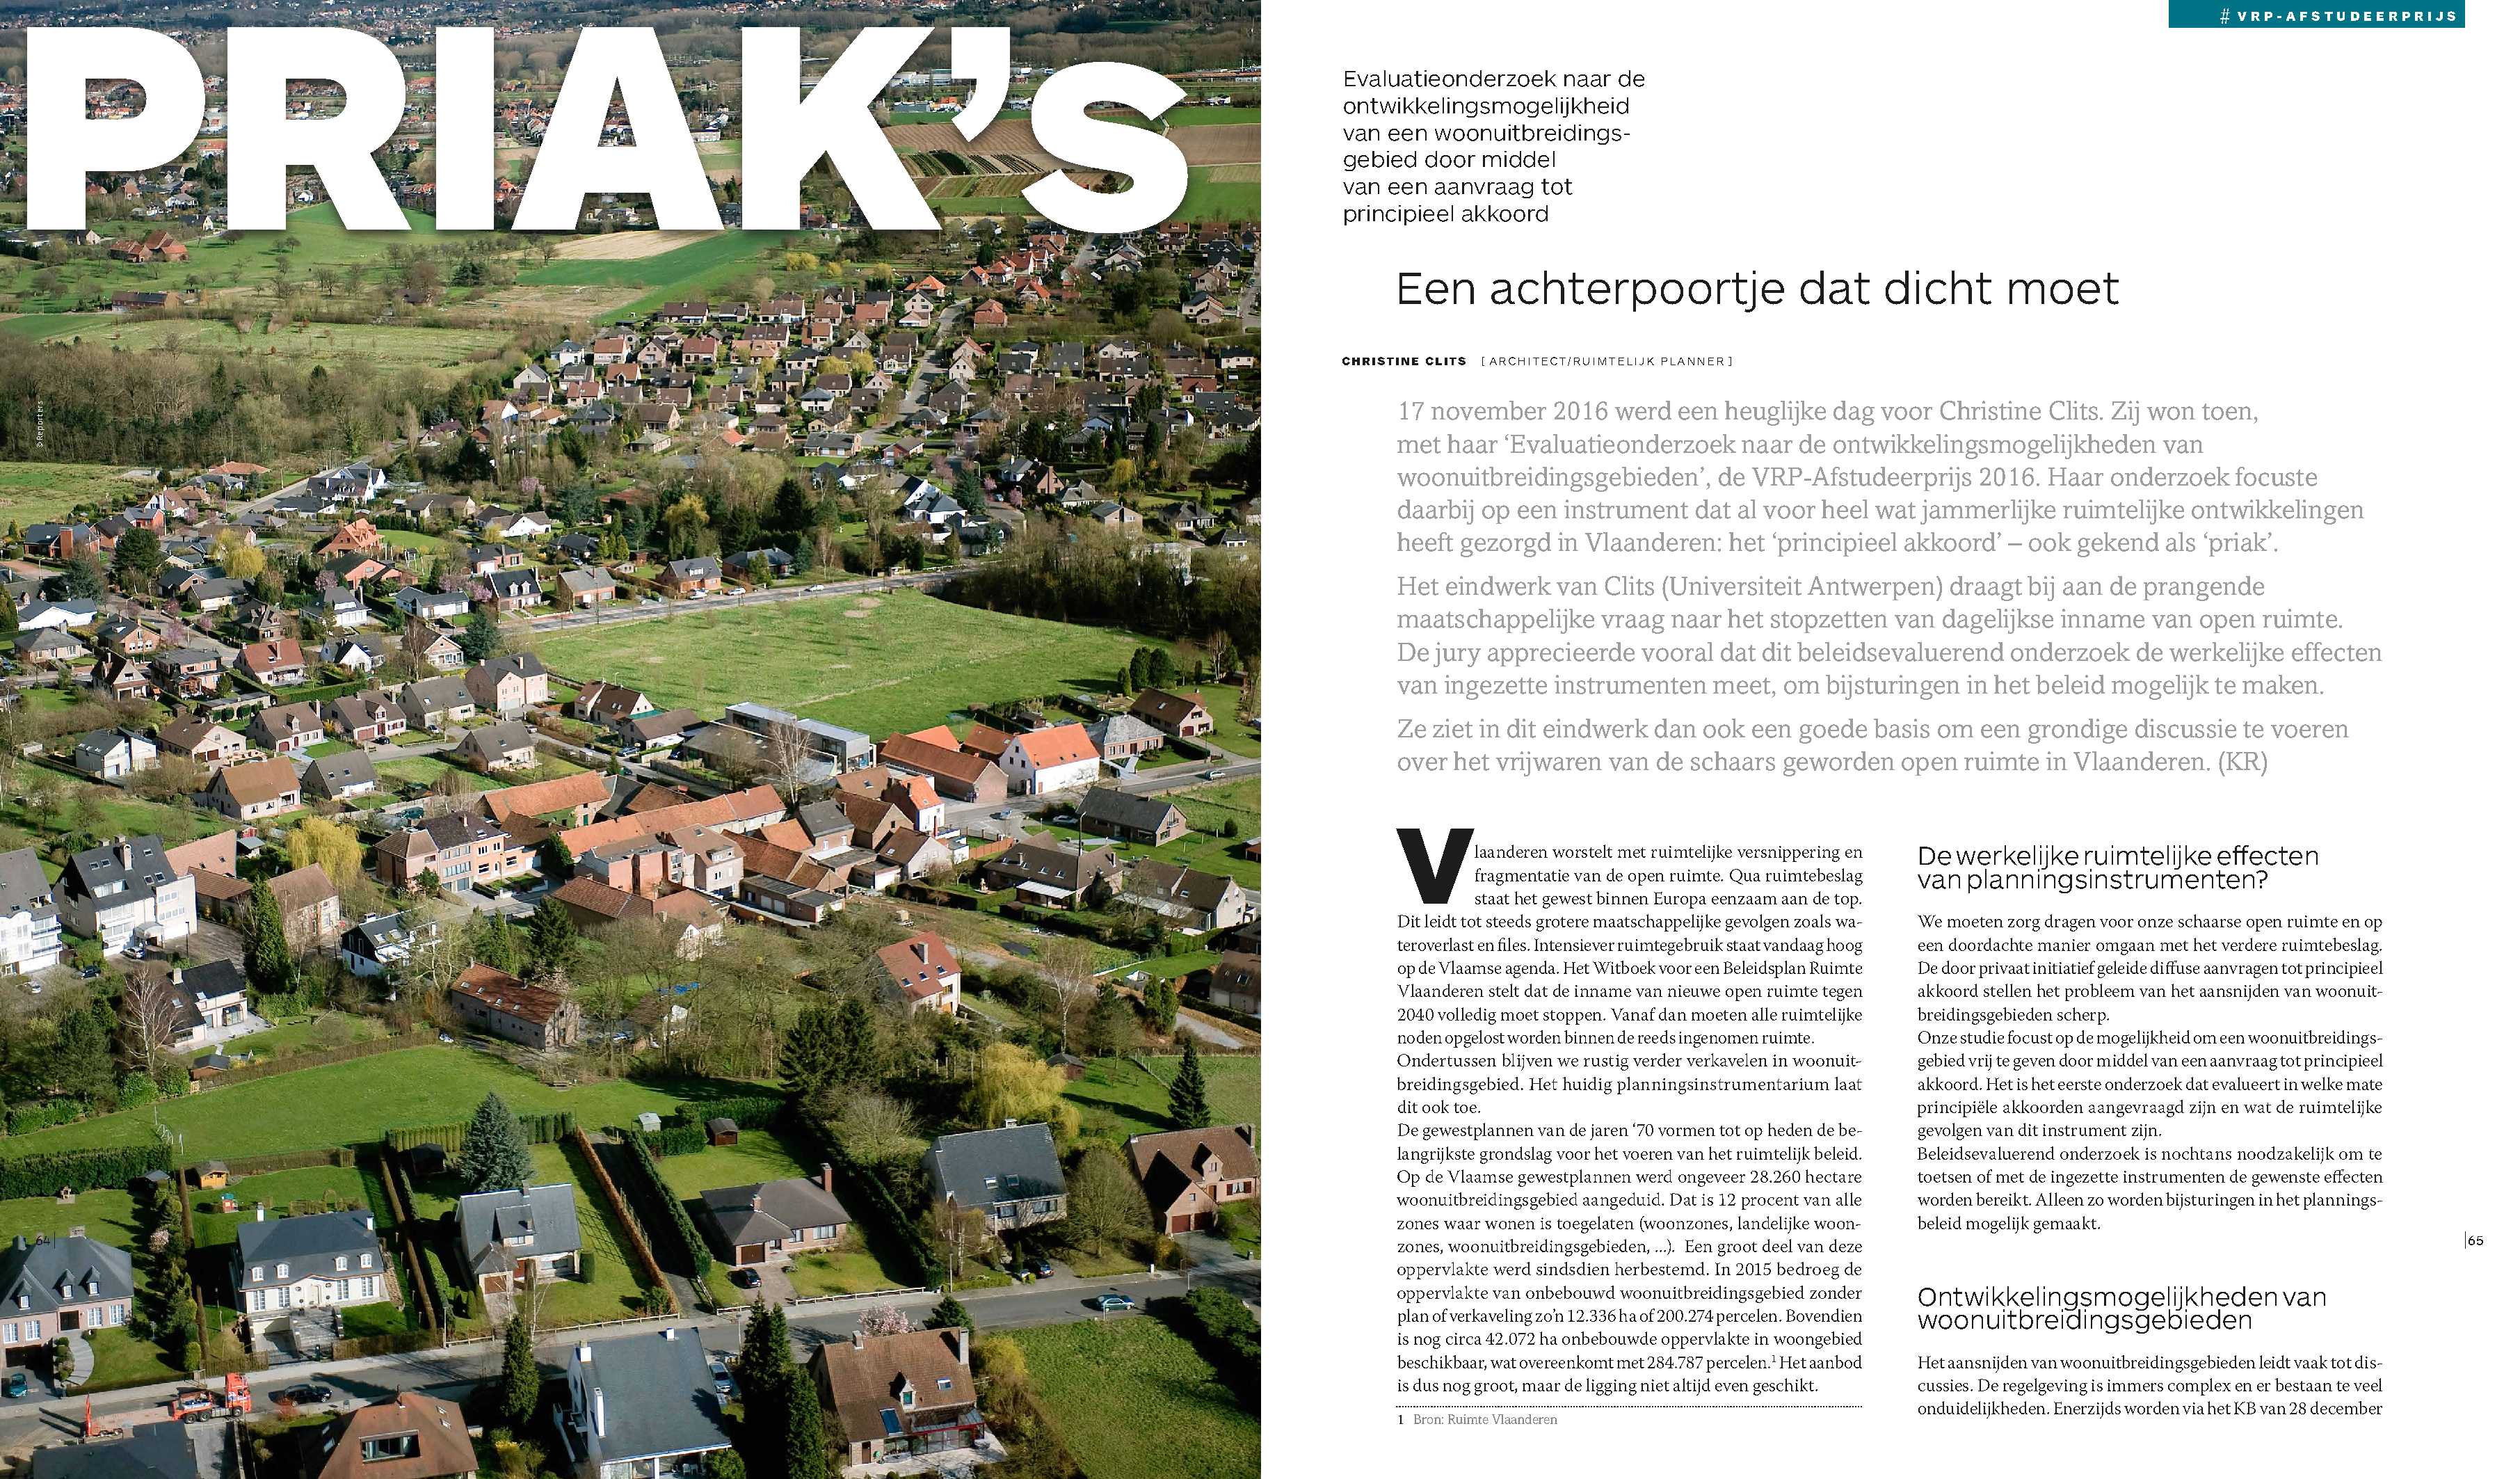 PRIAK's
© Reporters
64
# VRP-AFSTUDEERPRIJS
Evaluatieonderzoek naar de
ontwikkelingsmogelijkheid
van een woonuitbreidings-
gebied door middel
van een aanvraag tot
principieel akkoord
Een achterpoortje dat dicht moet
CHRISTINE CLITS [ ARCHITECT/RUIMTELIJK PLANNER ]
17 november 2016 werd een heuglijke dag voor Christine Clits. Zij won toen,
met haar ‘Evaluatieonderzoek naar de ontwikkelingsmogelijkheden van
woonuitbreidingsgebieden’, de VRP-Afstudeerprijs 2016. Haar onderzoek focuste
daarbij op een instrument dat al voor heel wat jammerlijke ruimtelijke ontwikkelingen
heeft gezorgd in Vlaanderen: het ‘principieel akkoord’ – ook gekend als ‘priak’.
Het eindwerk van Clits (Universiteit Antwerpen) draagt bij aan de prangende
maatschappelijke vraag naar het stopzetten van dagelijkse inname van open ruimte.
De jury apprecieerde vooral dat dit beleidsevaluerend onderzoek de werkelijke effecten
van ingezette instrumenten meet, om bijsturingen in het beleid mogelijk te maken.
Ze ziet in dit eindwerk dan ook een goede basis om een grondige discussie te voeren
over het vrijwaren van de schaars geworden open ruimte in Vlaanderen. (KR)
Vlaanderen worstelt met ruimtelijke versnippering en
fragmentatie van de open ruimte. Qua ruimtebeslag
staat het gewest binnen Europa eenzaam aan de top.
Dit leidt tot steeds grotere maatschappelijke gevolgen zoals wa-
teroverlast en files. Intensiever ruimtegebruik staat vandaag hoog
op de Vlaamse agenda. Het Witboek voor een Beleidsplan Ruimte
Vlaanderen stelt dat de inname van nieuwe open ruimte tegen
2040 volledig moet stoppen. Vanaf dan moeten alle ruimtelijke
noden opgelost worden binnen de reeds ingenomen ruimte.
Ondertussen blijven we rustig verder verkavelen in woonuit-
breidingsgebied. Het huidig planningsinstrumentarium laat
dit ook toe.
De gewestplannen van de jaren ‘70 vormen tot op heden de be-
langrijkste grondslag voor het voeren van het ruimtelijk beleid.
Op de Vlaamse gewestplannen werd ongeveer 28.260 hectare
woonuitbreidingsgebied aangeduid. Dat is 12 procent van alle
zones waar wonen is toegelaten (woonzones, landelijke woon-
zones, woonuitbreidingsgebieden, ...). Een groot deel van deze
oppervlakte werd sindsdien herbestemd. In 2015 bedroeg de
oppervlakte van onbebouwd woonuitbreidingsgebied zonder
plan of verkaveling zo’n 12.336 ha of 200.274 percelen. Bovendien
is nog circa 42.072 ha onbebouwde oppervlakte in woongebied
beschikbaar, wat overeenkomt met 284.787 percelen.¹ Het aanbod
is dus nog groot, maar de ligging niet altijd even geschikt.
1 Bron: Ruimte Vlaanderen
De werkelijke ruimtelijke effecten
van planningsinstrumenten?
We moeten zorg dragen voor onze schaarse open ruimte en op
een doordachte manier omgaan met het verdere ruimtebeslag.
De door privaat initiatief geleide diffuse aanvragen tot principieel
akkoord stellen het probleem van het aansnijden van woonuit-
breidingsgebieden scherp.
Onze studie focust op de mogelijkheid om een woonuitbreidings-
gebied vrij te geven door middel van een aanvraag tot principieel
akkoord. Het is het eerste onderzoek dat evalueert in welke mate
principiële akkoorden aangevraagd zijn en wat de ruimtelijke
gevolgen van dit instrument zijn.
Beleidsevaluerend onderzoek is nochtans noodzakelijk om te
toetsen of met de ingezette instrumenten de gewenste effecten
worden bereikt. Alleen zo worden bijsturingen in het plannings-
beleid mogelijk gemaakt.
Ontwikkelingsmogelijkheden van
woonuitbreidingsgebieden
Het aansnijden van woonuitbreidingsgebieden leidt vaak tot dis-
cussies. De regelgeving is immers complex en er bestaan te veel
onduidelijkheden. Enerzijds worden via het KB van 28 december
65